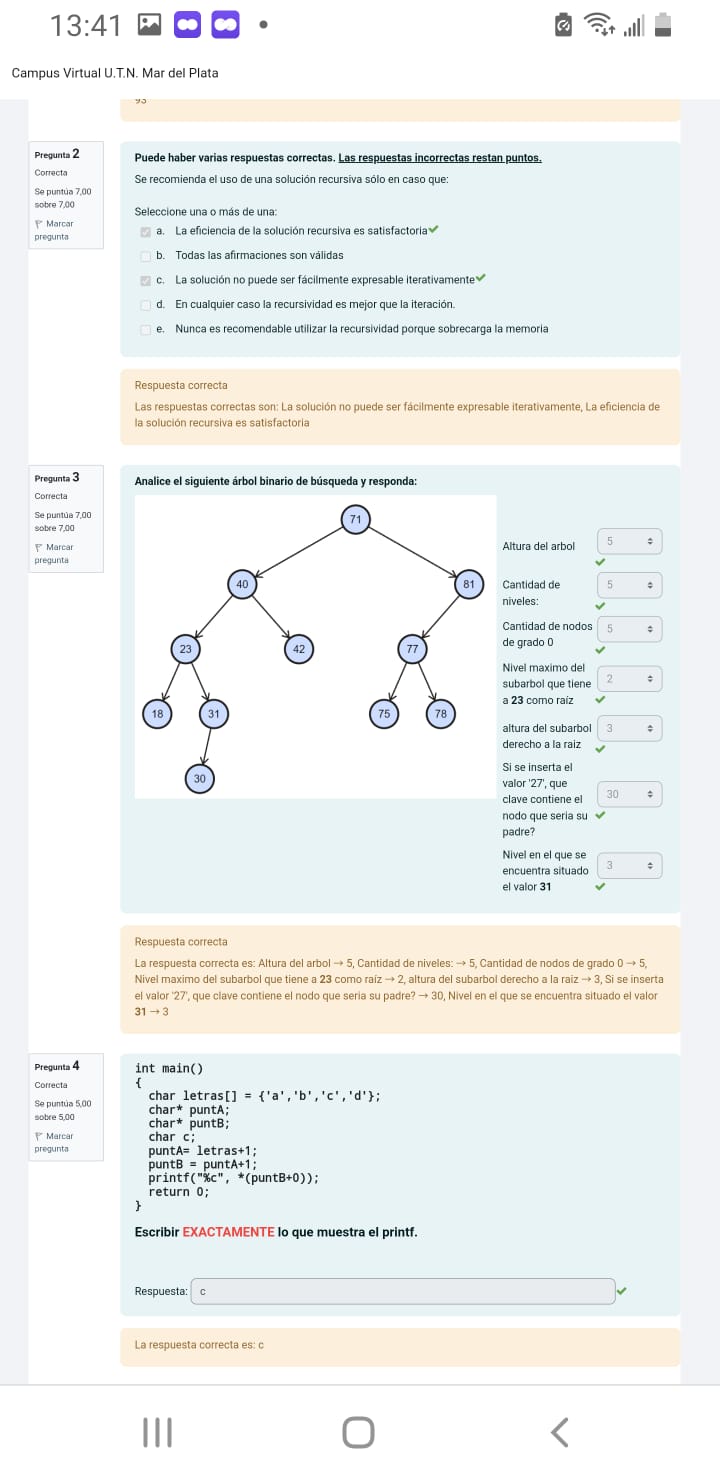 13:41
Campus Virtual U.T.N. Mar del Plata
Pregunta 2
Correcta
Se puntúa 7,00
sobre 7,00
Marcar
pregunta
Puede haber varias respuestas correctas. Las respuestas incorrectas restan puntos.
Se recomienda el uso de una solución recursiva sólo en caso que:
Seleccione una o más de una:
a. La eficiencia de la solución recursiva es satisfactoria
b. Todas las afirmaciones son válidas
c. La solución no puede ser fácilmente expresable iterativamente
d. En cualquier caso la recursividad es mejor que la iteración.
e. Nunca es recomendable utilizar la recursividad porque sobrecarga la memoria
Respuesta correcta
Las respuestas correctas son: La solución no puede ser fácilmente expresable iterativamente, La eficiencia de
la solución recursiva es satisfactoria
Pregunta 3
Correcta
Se puntúa 7,00
sobre 7,00
Marcar
pregunta
Analice el siguiente árbol binario de búsqueda y responda:
71
40
81
23
42
77
18
31
75
78
30
Altura del arbol
5
Cantidad de
niveles:
5
Cantidad de nodos
de grado 0
5
Nivel maximo del
subarbol que tiene
a 23 como raíz
2
altura del subarbol
derecho a la raiz
3
Si se inserta el
valor '27', que
clave contiene el
nodo que seria su
padre?
30
Nivel en el que se
encuentra situado
el valor 31
3
Respuesta correcta
La respuesta correcta es: Altura del arbol → 5, Cantidad de niveles: → 5, Cantidad de nodos de grado 0 → 5,
Nivel maximo del subarbol que tiene a 23 como raíz → 2, altura del subarbol derecho a la raiz → 3, Si se inserta
el valor '27', que clave contiene el nodo que seria su padre? → 30, Nivel en el que se encuentra situado el valor
31 → 3
Pregunta 4
Correcta
Se puntúa 5,00
sobre 5,00
Marcar
pregunta
int main()
{
char letras[] = {'a','b','c','d'};
char* puntA;
char* puntB;
char c;
puntA= letras+1;
puntB = puntA+1;
printf("%c", *(puntB+0));
return 0;
}
Escribir EXACTAMENTE lo que muestra el printf.
Respuesta: c
La respuesta correcta es: c